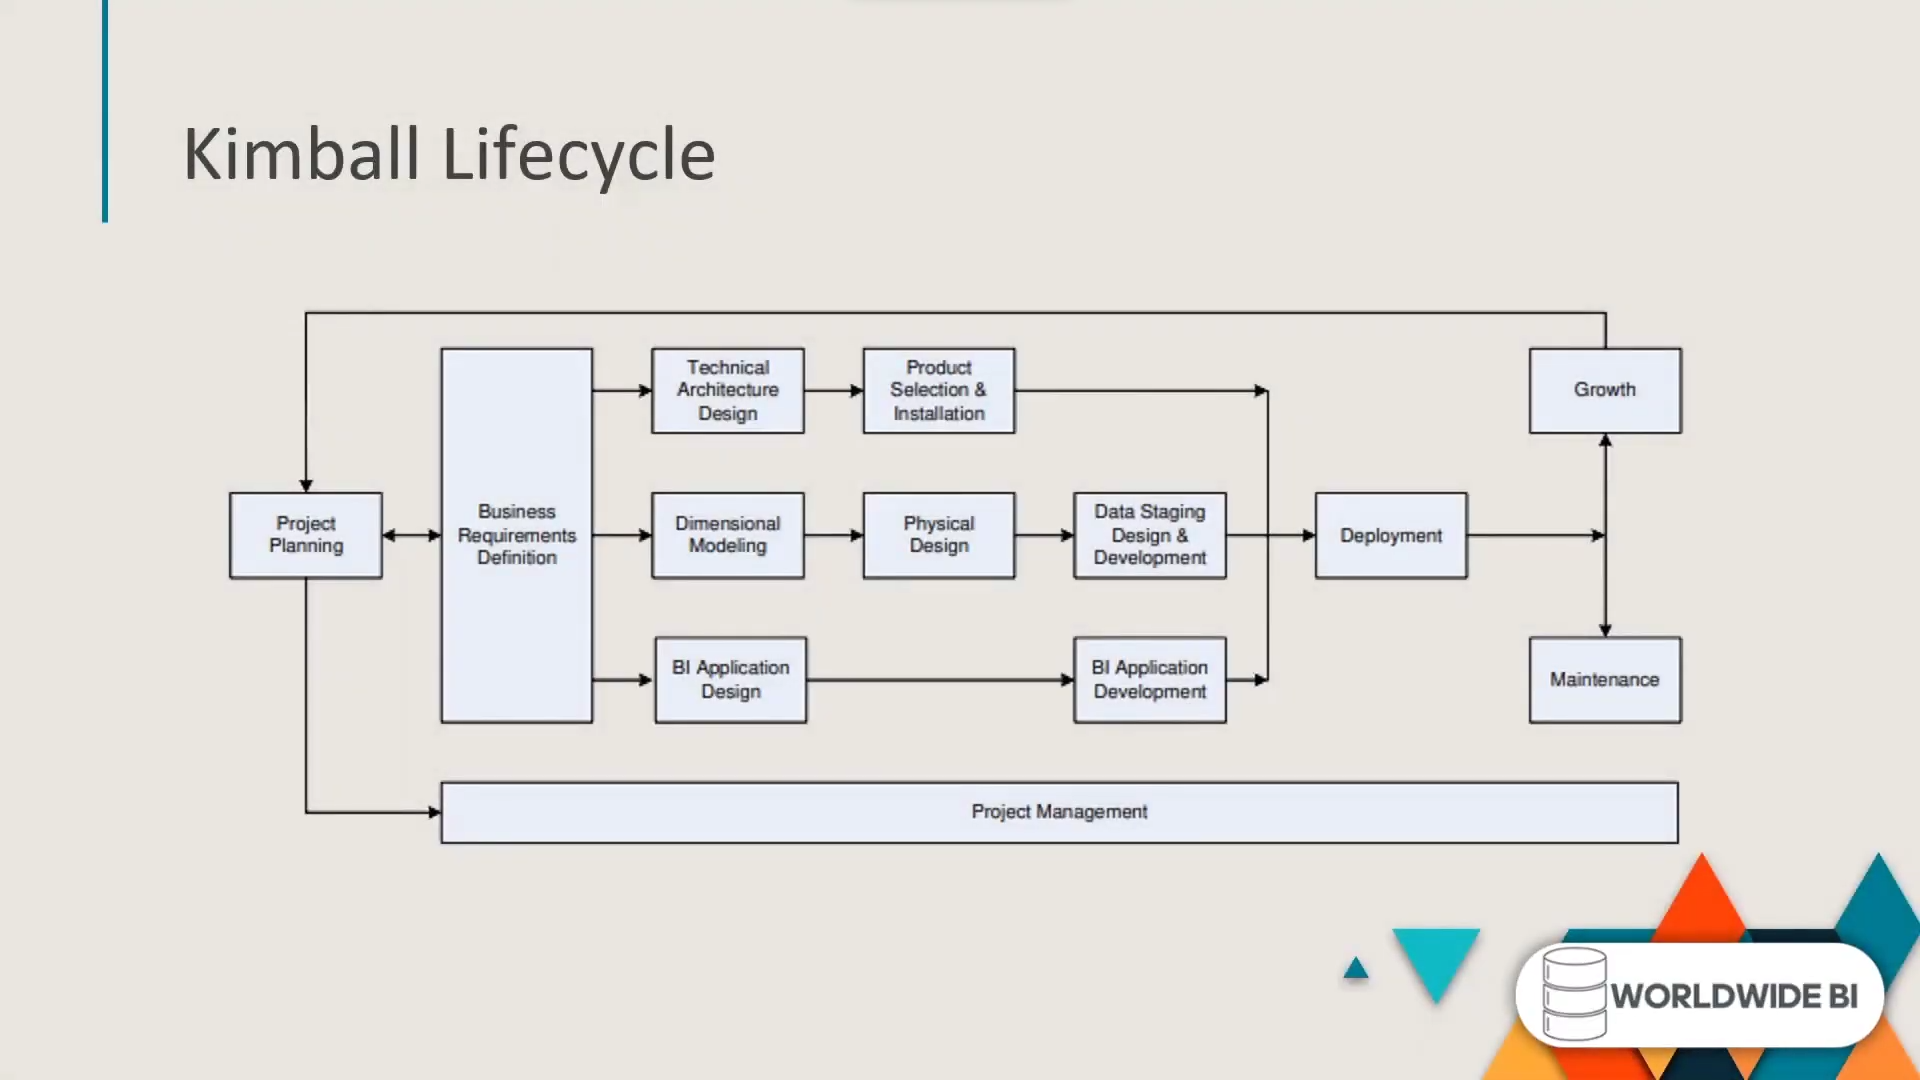 Kimball Lifecycle
Technical
Architecture
Design
Product
Selection &
Installation
Growth
Project
Planning
Business
Requirements
Definition
Dimensional
Modeling
Physical
Design
Data Staging
Design &
Development
Deployment
BI Application
Design
BI Application
Development
Maintenance
Project Management
WORLDWIDE BI